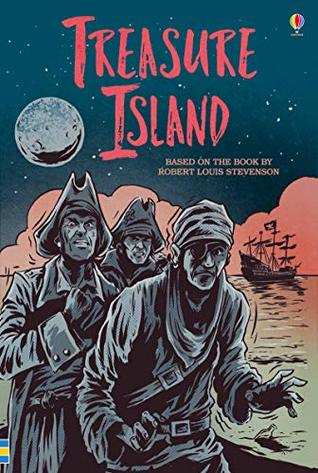 TREASURE
ISLAND
BASED ON THE BOOK BY
ROBERT LOUIS STEVENSON